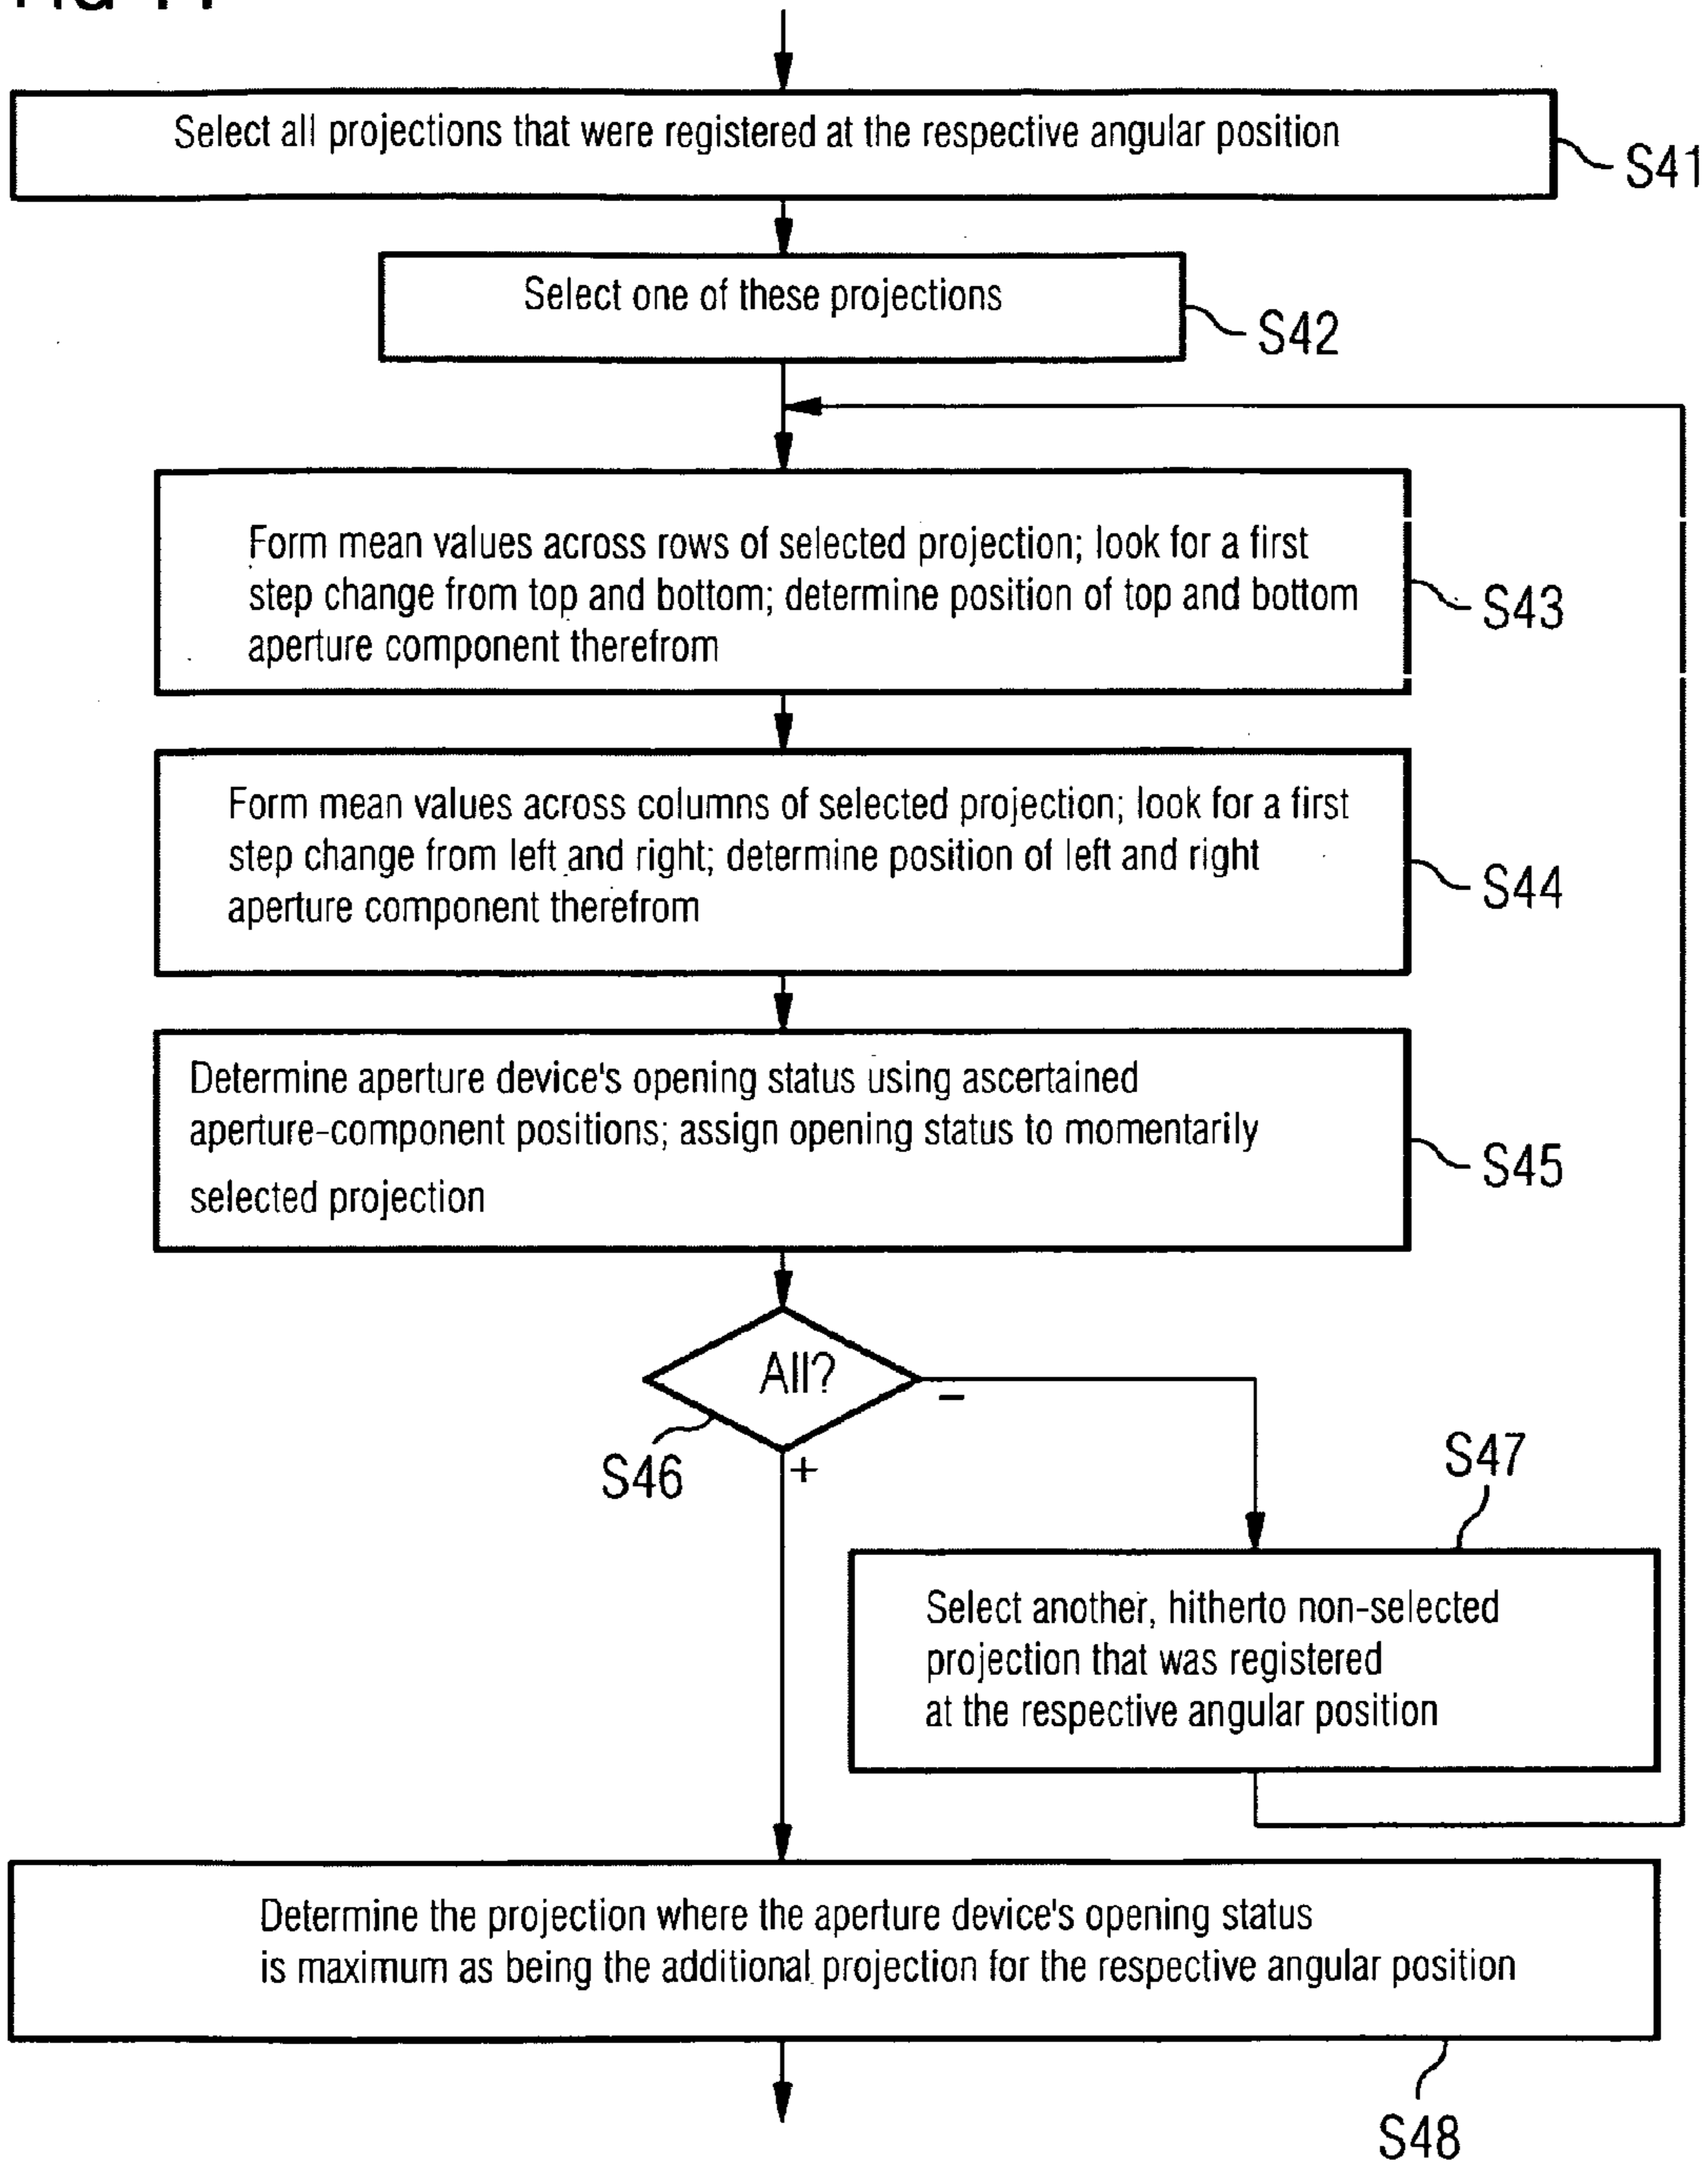 Select all projections that were registered at the respective angular position
S41
Select one of these projections
S42
Form mean values across rows of selected projection; look for a first
step change from top and bottom; determine position of top and bottom
aperture component therefrom
S43
Form mean values across columns of selected projection; look for a first
step change from left and right; determine position of left and right
aperture component therefrom
S44
Determine aperture device's opening status using ascertained
aperture-component positions; assign opening status to momentarily
selected projection
S45
All?
–
S46
+
S47
Select another, hitherto non-selected
projection that was registered
at the respective angular position
Determine the projection where the aperture device's opening status
is maximum as being the additional projection for the respective angular position
S48